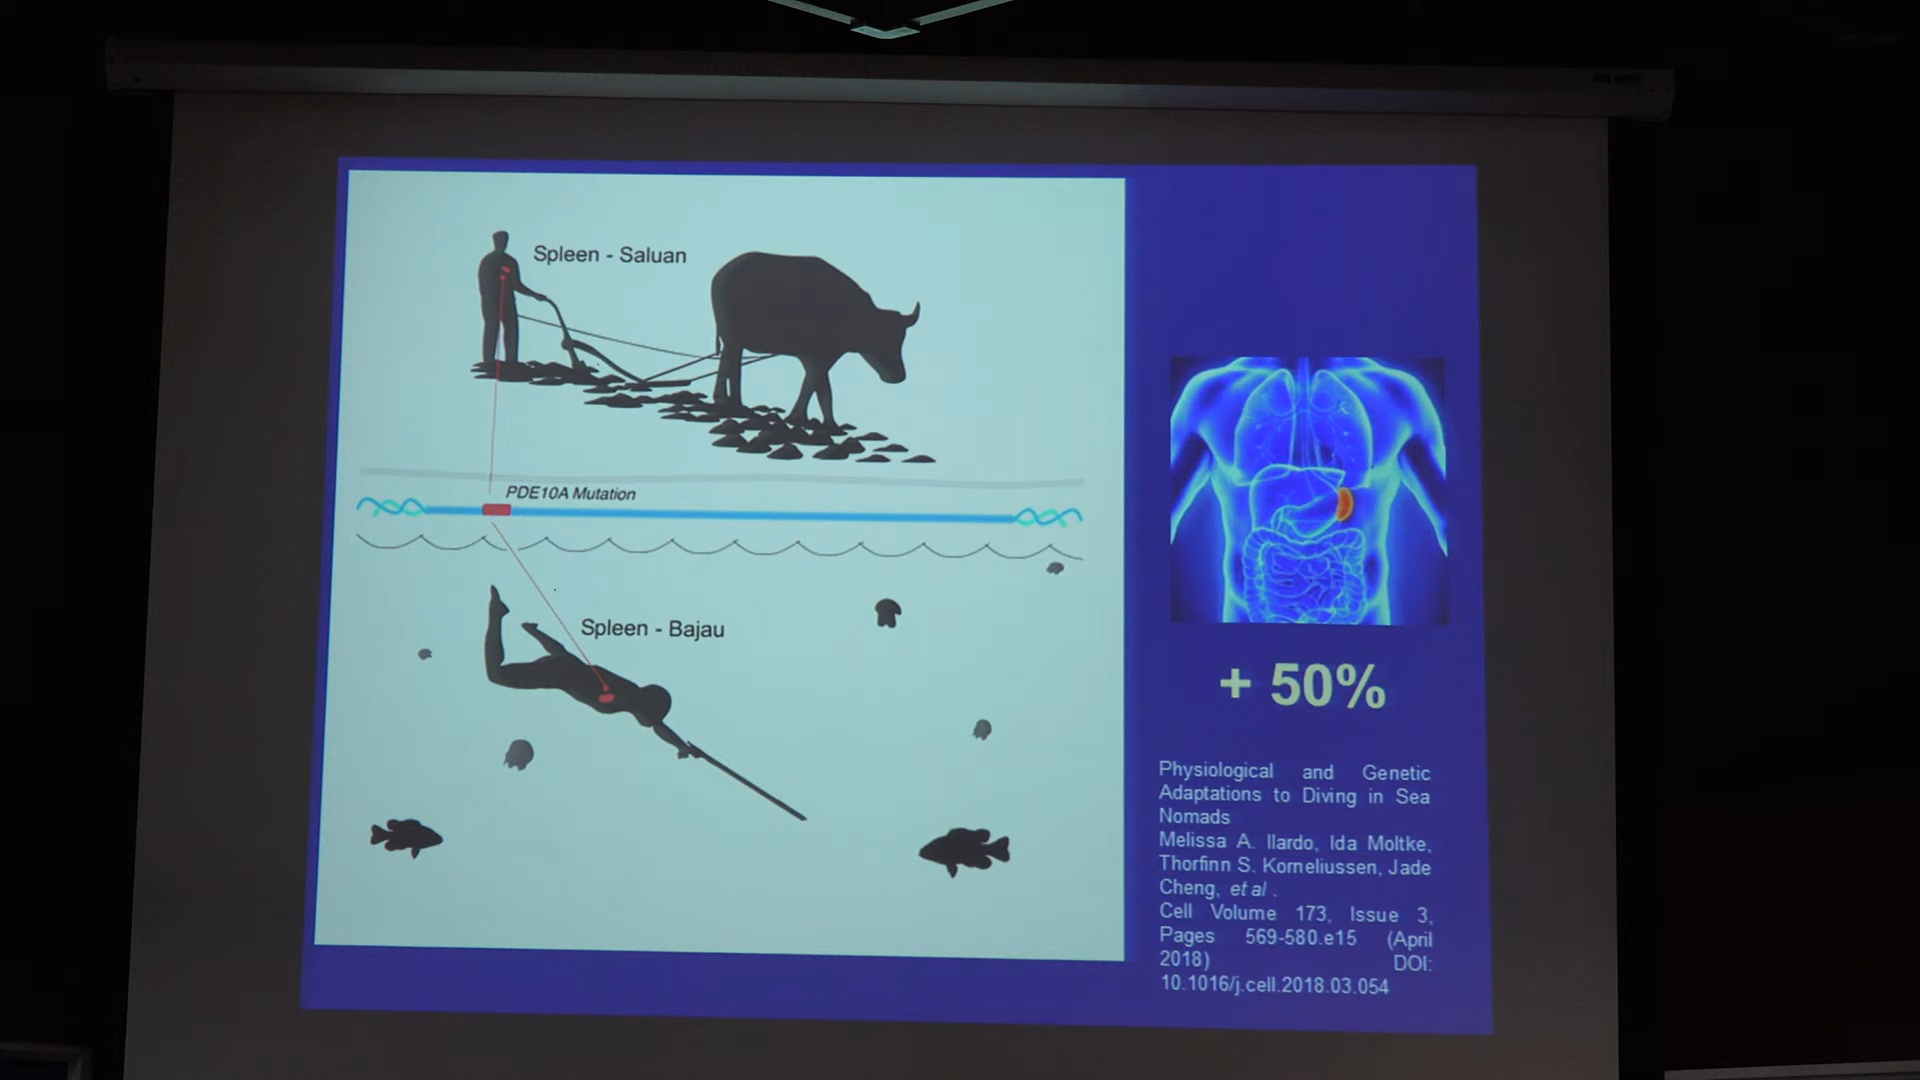 Spleen - Saluan
PDE10A Mutation
Spleen - Bajau
+ 50%
Physiological and Genetic
Adaptations to Diving in Sea
Nomads
Melissa A. Ilardo, Ida Moltke,
Thorfinn S. Korneliussen, Jade
Cheng, et al .
Cell Volume 173, Issue 3,
Pages 569-580.e15 (April
2018) DOI:
10.1016/j.cell.2018.03.054